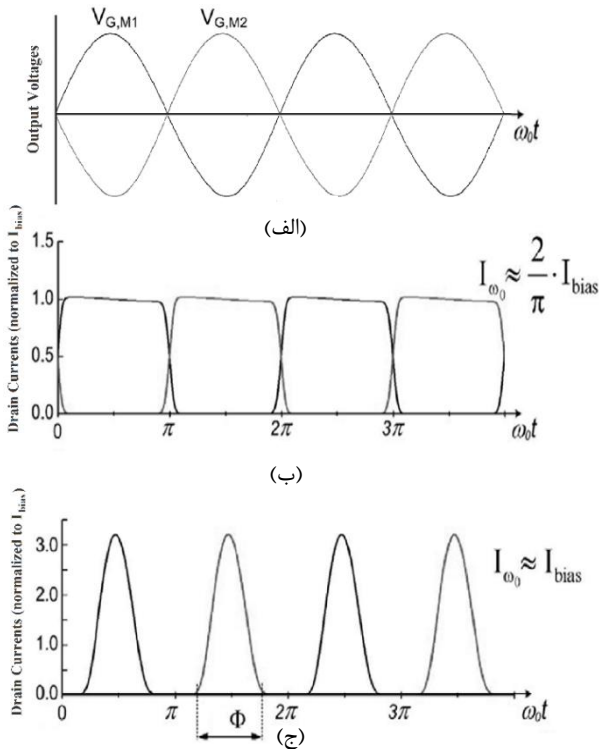 V_G,M1 V_G,M2
Output Voltages
ω₀t
(الف)
Drain Currents (normalized to I_bias)
1.5
1.0
0.5
0.0
0 π 2π 3π ω₀t
I_ω₀ ≈ 2/π · I_bias
(ب)
Drain Currents (normalized to I_bias)
3.0
2.0
1.0
0.0
0 π 2π 3π ω₀t
I_ω₀ ≈ I_bias
Φ
(ج)